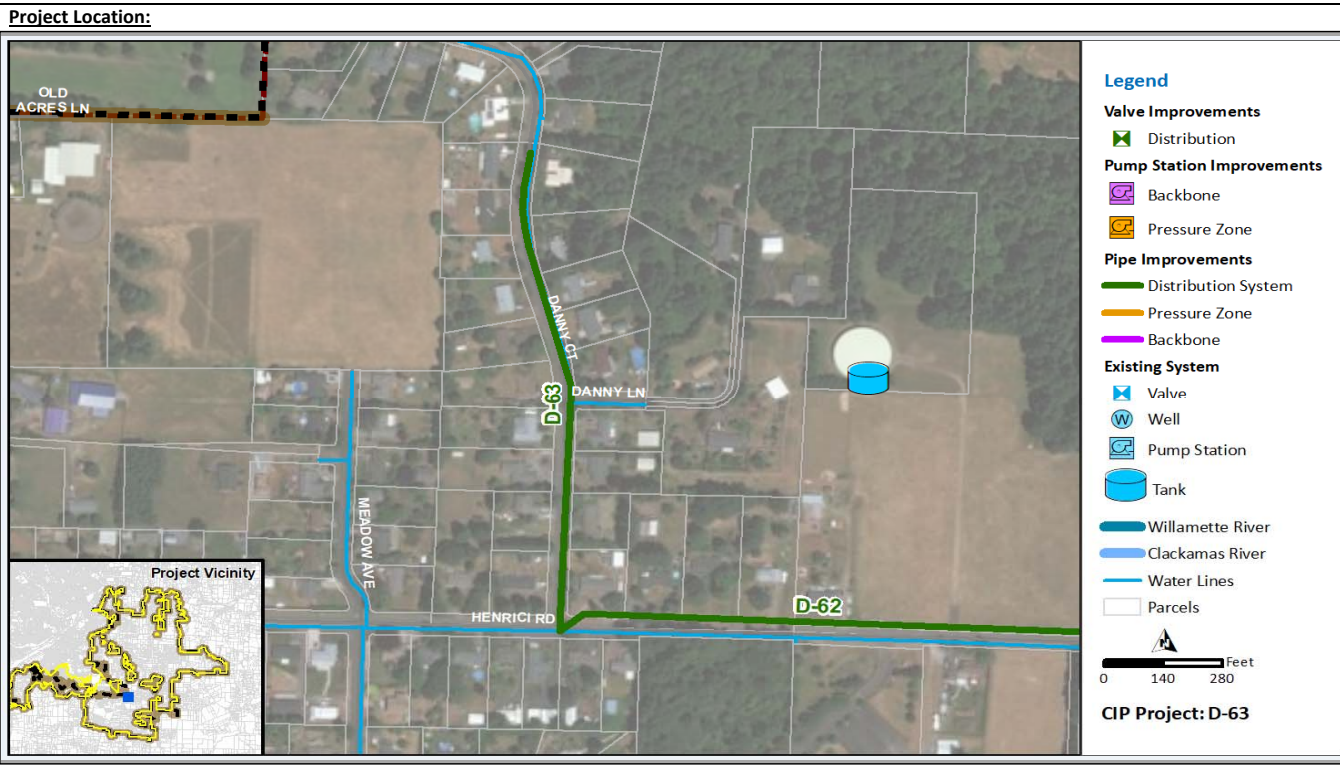 Project Location:
OLD
ACRES LN
DANNY CT
D-63
DANNY LN
MEADOW AVE
HENRICI RD
D-62
Project Vicinity
Legend
Valve Improvements
Distribution
Pump Station Improvements
Backbone
Pressure Zone
Pipe Improvements
Distribution System
Pressure Zone
Backbone
Existing System
Valve
W Well
Pump Station
Tank
Willamette River
Clackamas River
Water Lines
Parcels
N
Feet
0 140 280
CIP Project: D-63